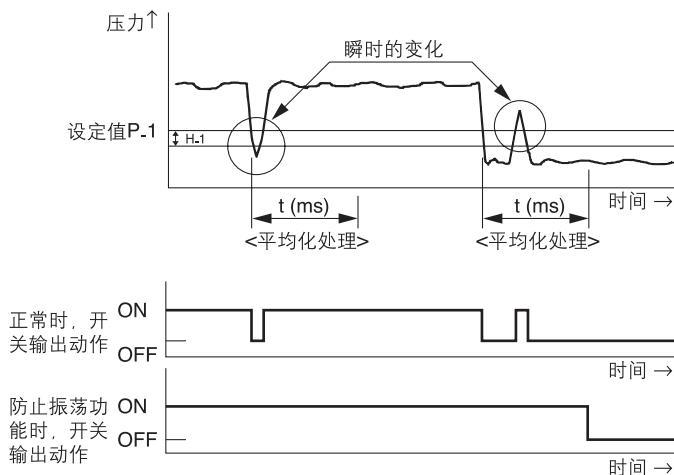 压力↑
瞬时的变化
设定值P-1
H-1
时间 →
t (ms)
t (ms)
<平均化处理>
<平均化处理>
正常时，开
关输出动作
ON
OFF
时间 →
防止振荡功
能时，开关
输出动作
ON
OFF
时间 →